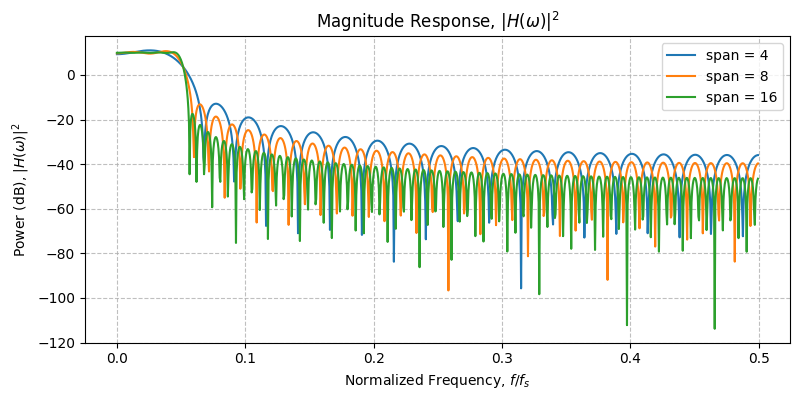 Magnitude Response, |H(ω)|²
Power (dB), |H(ω)|²
span = 4
span = 8
span = 16
0
−20
−40
−60
−80
−100
−120
0.0 0.1 0.2 0.3 0.4 0.5
Normalized Frequency, f/fₛ